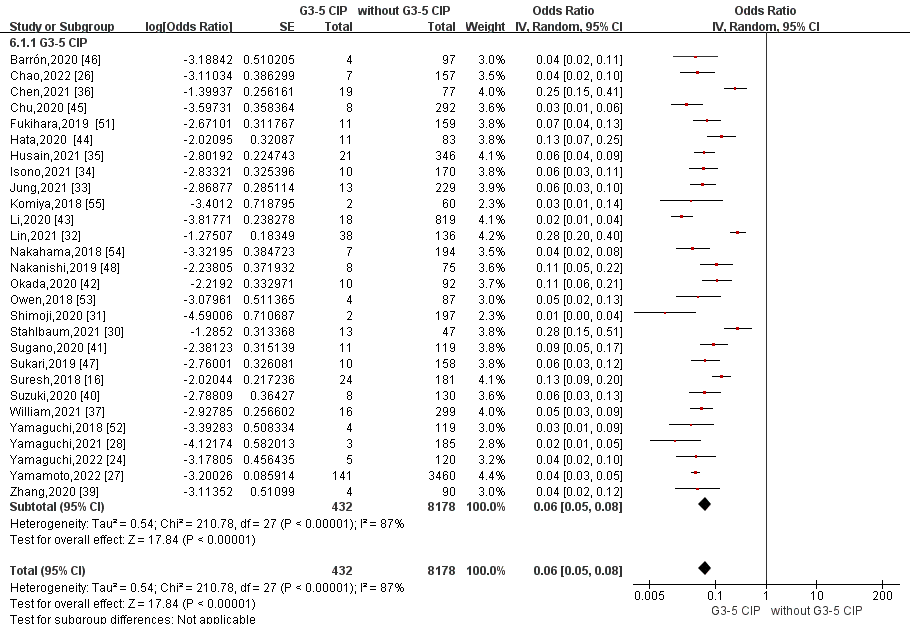 G3-5 CIP without G3-5 CIP Odds Ratio Odds Ratio
Study or Subgroup log[Odds Ratio] SE Total Total Weight IV, Random, 95% CI IV, Random, 95% CI
6.1.1 G3-5 CIP
Barrón,2020 [46] -3.18842 0.510205 4 97 3.0% 0.04 [0.02, 0.11]
Chao,2022 [26] -3.11034 0.386299 7 157 3.5% 0.04 [0.02, 0.10]
Chen,2021 [36] -1.39937 0.256161 19 77 4.0% 0.25 [0.15, 0.41]
Chu,2020 [45] -3.59731 0.358364 8 292 3.6% 0.03 [0.01, 0.06]
Fukihara,2019 [51] -2.67101 0.311767 11 159 3.8% 0.07 [0.04, 0.13]
Hata,2020 [44] -2.02095 0.32087 11 83 3.8% 0.13 [0.07, 0.25]
Husain,2021 [35] -2.80192 0.224743 21 346 4.1% 0.06 [0.04, 0.09]
Isono,2021 [34] -2.83321 0.325396 10 170 3.8% 0.06 [0.03, 0.11]
Jung,2021 [33] -2.86877 0.285114 13 229 3.9% 0.06 [0.03, 0.10]
Komiya,2018 [55] -3.4012 0.718795 2 60 2.3% 0.03 [0.01, 0.14]
Li,2020 [43] -3.81771 0.238278 18 819 4.1% 0.02 [0.01, 0.04]
Lin,2021 [32] -1.27507 0.18349 38 136 4.2% 0.28 [0.20, 0.40]
Nakahama,2018 [54] -3.32195 0.384723 7 194 3.5% 0.04 [0.02, 0.08]
Nakanishi,2019 [48] -2.23805 0.371932 8 75 3.6% 0.11 [0.05, 0.22]
Okada,2020 [42] -2.2192 0.332971 10 92 3.7% 0.11 [0.06, 0.21]
Owen,2018 [53] -3.07961 0.511365 4 87 3.0% 0.05 [0.02, 0.13]
Shimoji,2020 [31] -4.59006 0.710687 2 197 2.3% 0.01 [0.00, 0.04]
Stahlbaum,2021 [30] -1.2852 0.313368 13 47 3.8% 0.28 [0.15, 0.51]
Sugano,2020 [41] -2.38123 0.315139 11 119 3.8% 0.09 [0.05, 0.17]
Sukari,2019 [47] -2.76001 0.326081 10 158 3.8% 0.06 [0.03, 0.12]
Suresh,2018 [16] -2.02044 0.217236 24 181 4.1% 0.13 [0.09, 0.20]
Suzuki,2020 [40] -2.78809 0.36427 8 130 3.6% 0.06 [0.03, 0.13]
William,2021 [37] -2.92785 0.256602 16 299 4.0% 0.05 [0.03, 0.09]
Yamaguchi,2018 [52] -3.39283 0.508334 4 119 3.0% 0.03 [0.01, 0.09]
Yamaguchi,2021 [28] -4.12174 0.582013 3 185 2.8% 0.02 [0.01, 0.05]
Yamaguchi,2022 [24] -3.17805 0.456435 5 120 3.3% 0.04 [0.02, 0.10]
Yamamoto,2022 [27] -3.20026 0.085914 141 3460 4.4% 0.04 [0.03, 0.05]
Zhang,2020 [39] -3.11352 0.51099 4 90 3.0% 0.04 [0.02, 0.12]
Subtotal (95% CI) 432 8178 100.0% 0.06 [0.05, 0.08]
Heterogeneity: Tau² = 0.54; Chi² = 210.78, df = 27 (P < 0.00001); I² = 87%
Test for overall effect: Z = 17.84 (P < 0.00001)
Total (95% CI) 432 8178 100.0% 0.06 [0.05, 0.08]
Heterogeneity: Tau² = 0.54; Chi² = 210.78, df = 27 (P < 0.00001); I² = 87%
Test for overall effect: Z = 17.84 (P < 0.00001)
Test for subgroup differences: Not applicable
0.005 0.1 1 10 200
G3-5 CIP without G3-5 CIP